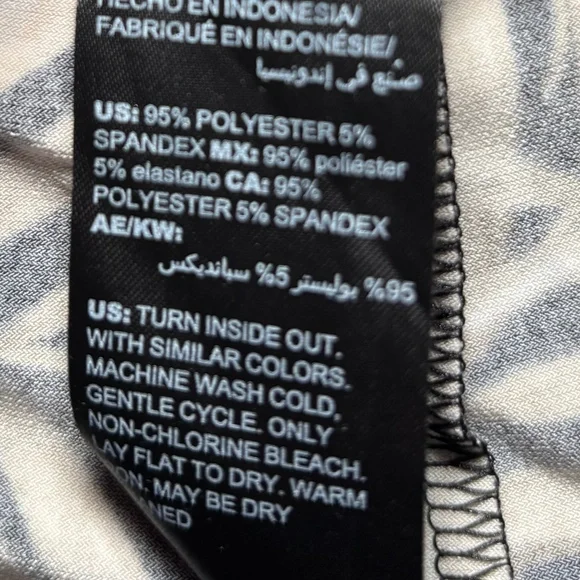 HECHO EN INDONESIA/
FABRIQUÉ EN INDONÉSIE/
صنع في إندونيسيا
US: 95% POLYESTER 5%
SPANDEX MX: 95% poliéster
5% elastano CA: 95%
POLYESTER 5% SPANDEX
AE/KW:
95% بوليستر 5% سبانديكس
US: TURN INSIDE OUT.
WITH SIMILAR COLORS.
MACHINE WASH COLD,
GENTLE CYCLE. ONLY
NON-CHLORINE BLEACH.
LAY FLAT TO DRY. WARM
MAY BE DRY